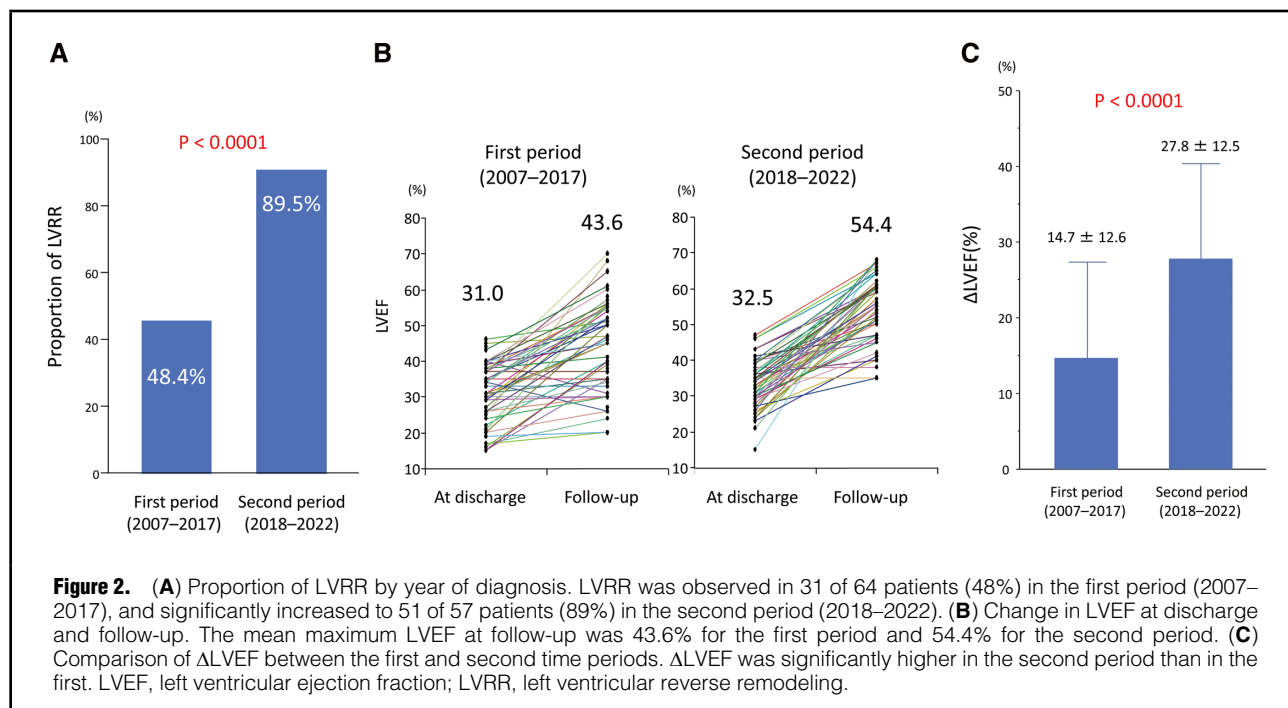 A
(%)
P < 0.0001
100
80
60
40
20
0
Proportion of LVRR
48.4%
89.5%
First period
(2007–2017)
Second period
(2018–2022)
B
First period
(2007–2017)
(%)
80
70
60
50
40
30
20
10
LVEF
31.0
43.6
At discharge
Follow-up
Second period
(2018–2022)
(%)
80
70
60
50
40
30
20
10
32.5
54.4
At discharge
Follow-up
C
(%)
50
40
30
20
10
0
P < 0.0001
ΔLVEF(%)
14.7 ± 12.6
27.8 ± 12.5
First period
(2007–2017)
Second period
(2018–2022)
Figure 2. (A) Proportion of LVRR by year of diagnosis. LVRR was observed in 31 of 64 patients (48%) in the first period (2007–
2017), and significantly increased to 51 of 57 patients (89%) in the second period (2018–2022). (B) Change in LVEF at discharge
and follow-up. The mean maximum LVEF at follow-up was 43.6% for the first period and 54.4% for the second period. (C)
Comparison of ΔLVEF between the first and second time periods. ΔLVEF was significantly higher in the second period than in the
first. LVEF, left ventricular ejection fraction; LVRR, left ventricular reverse remodeling.